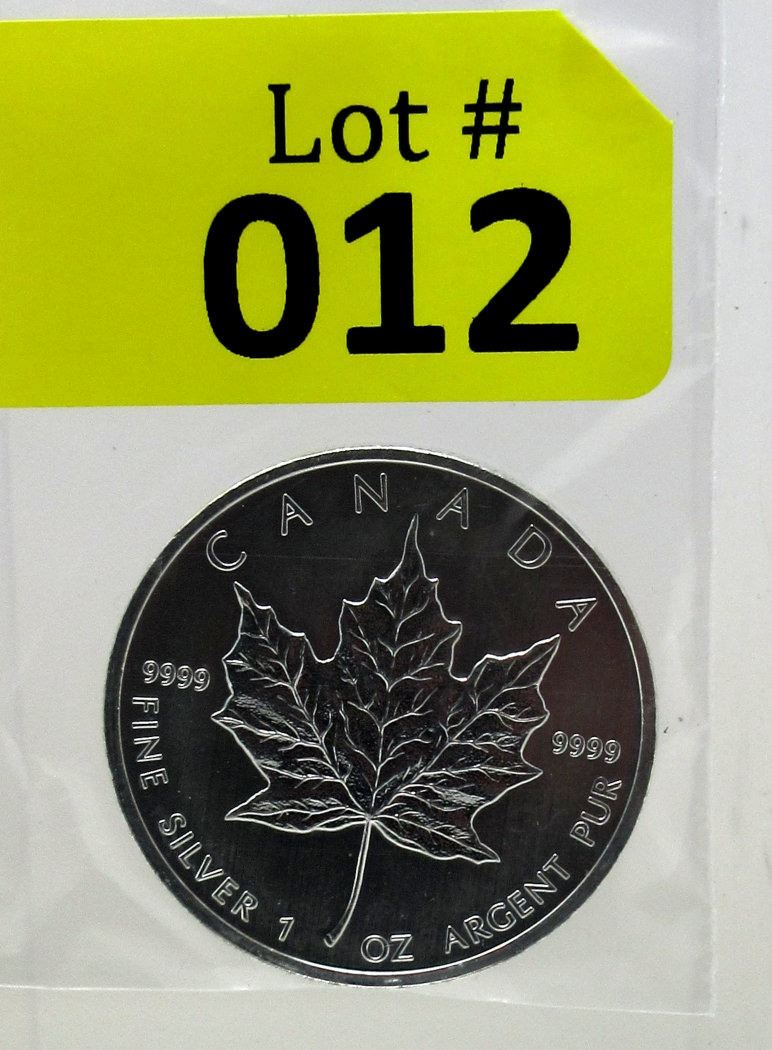 Lot #
012
CANADA
9999
9999
FINE SILVER 1 OZ ARGENT PUR